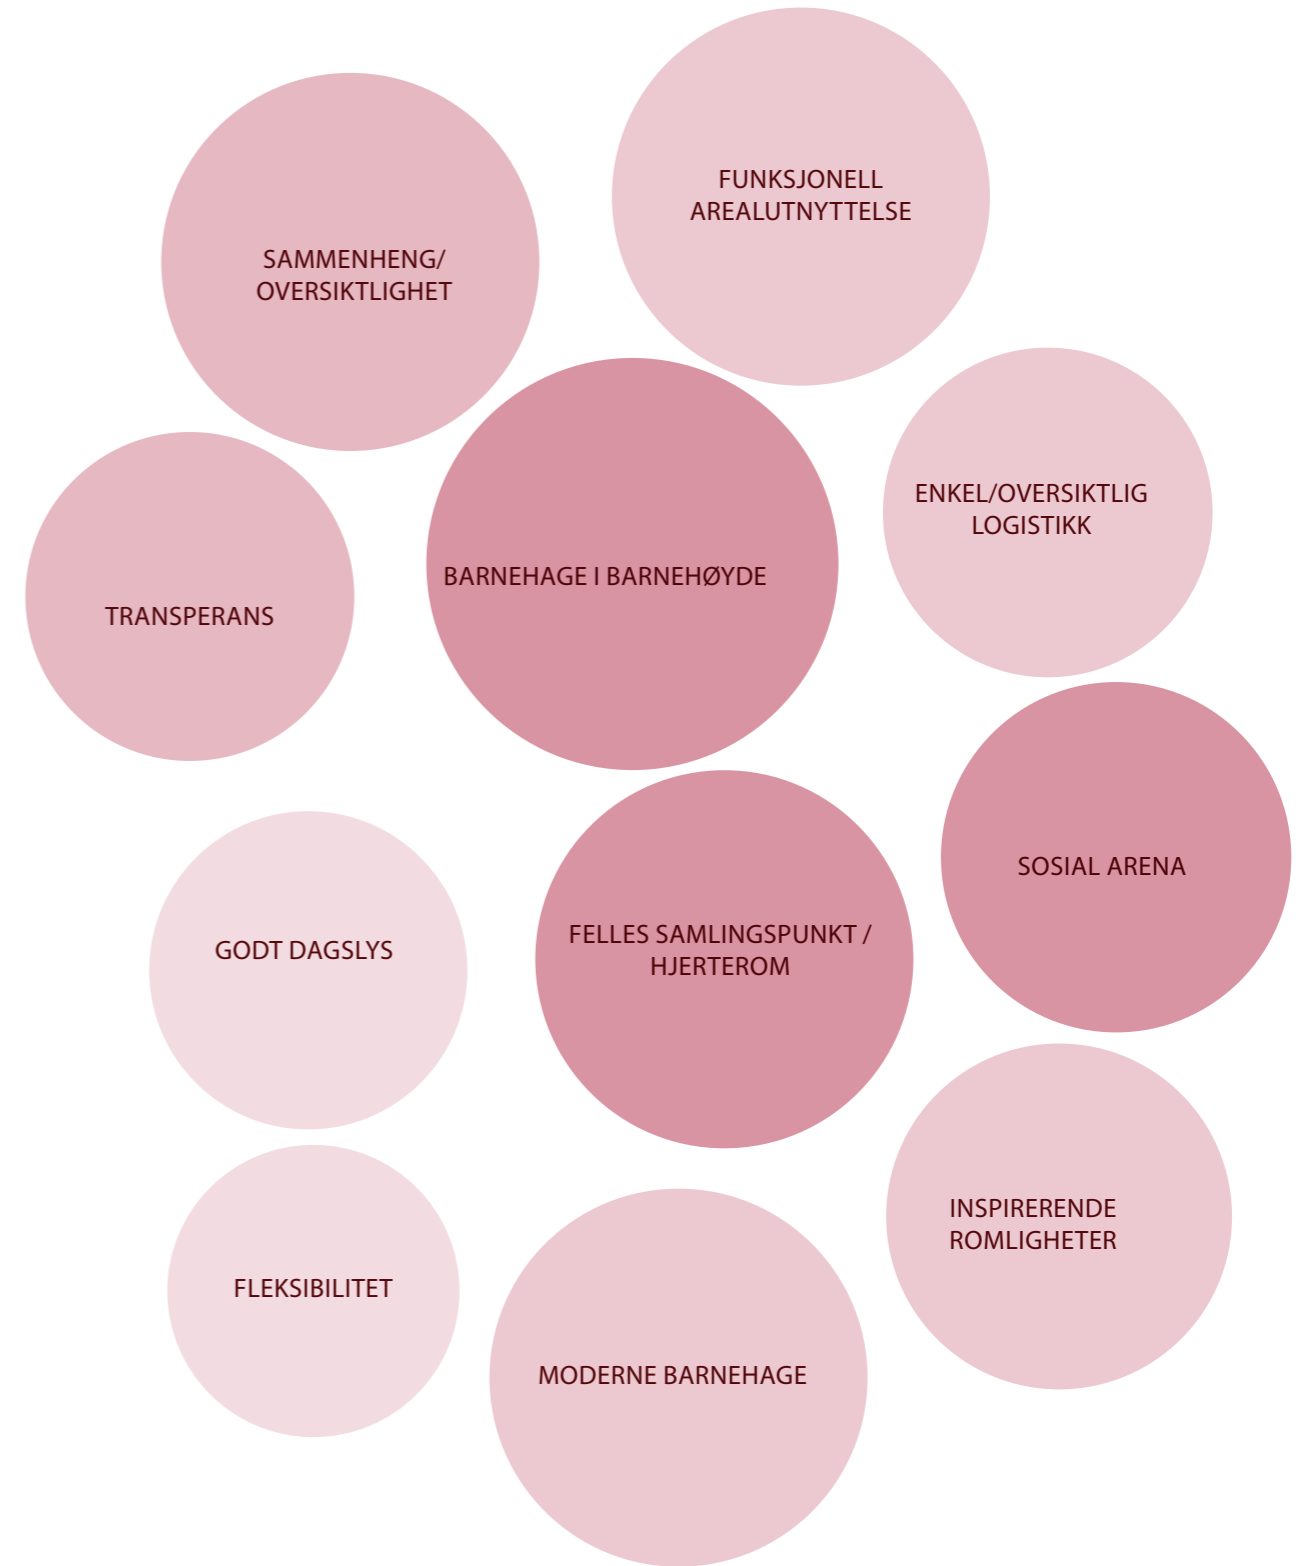 FUNKSJONELL
AREALUTNYTTELSE
SAMMENHENG/
OVERSIKTLIGHET
ENKEL/OVERSIKTLIG
LOGISTIKK
BARNEHAGE I BARNEHØYDE
TRANSPERANS
SOSIAL ARENA
FELLES SAMLINGSPUNKT /
HJERTEROM
GODT DAGSLYS
INSPIRERENDE
ROMLIGHETER
FLEKSIBILITET
MODERNE BARNEHAGE